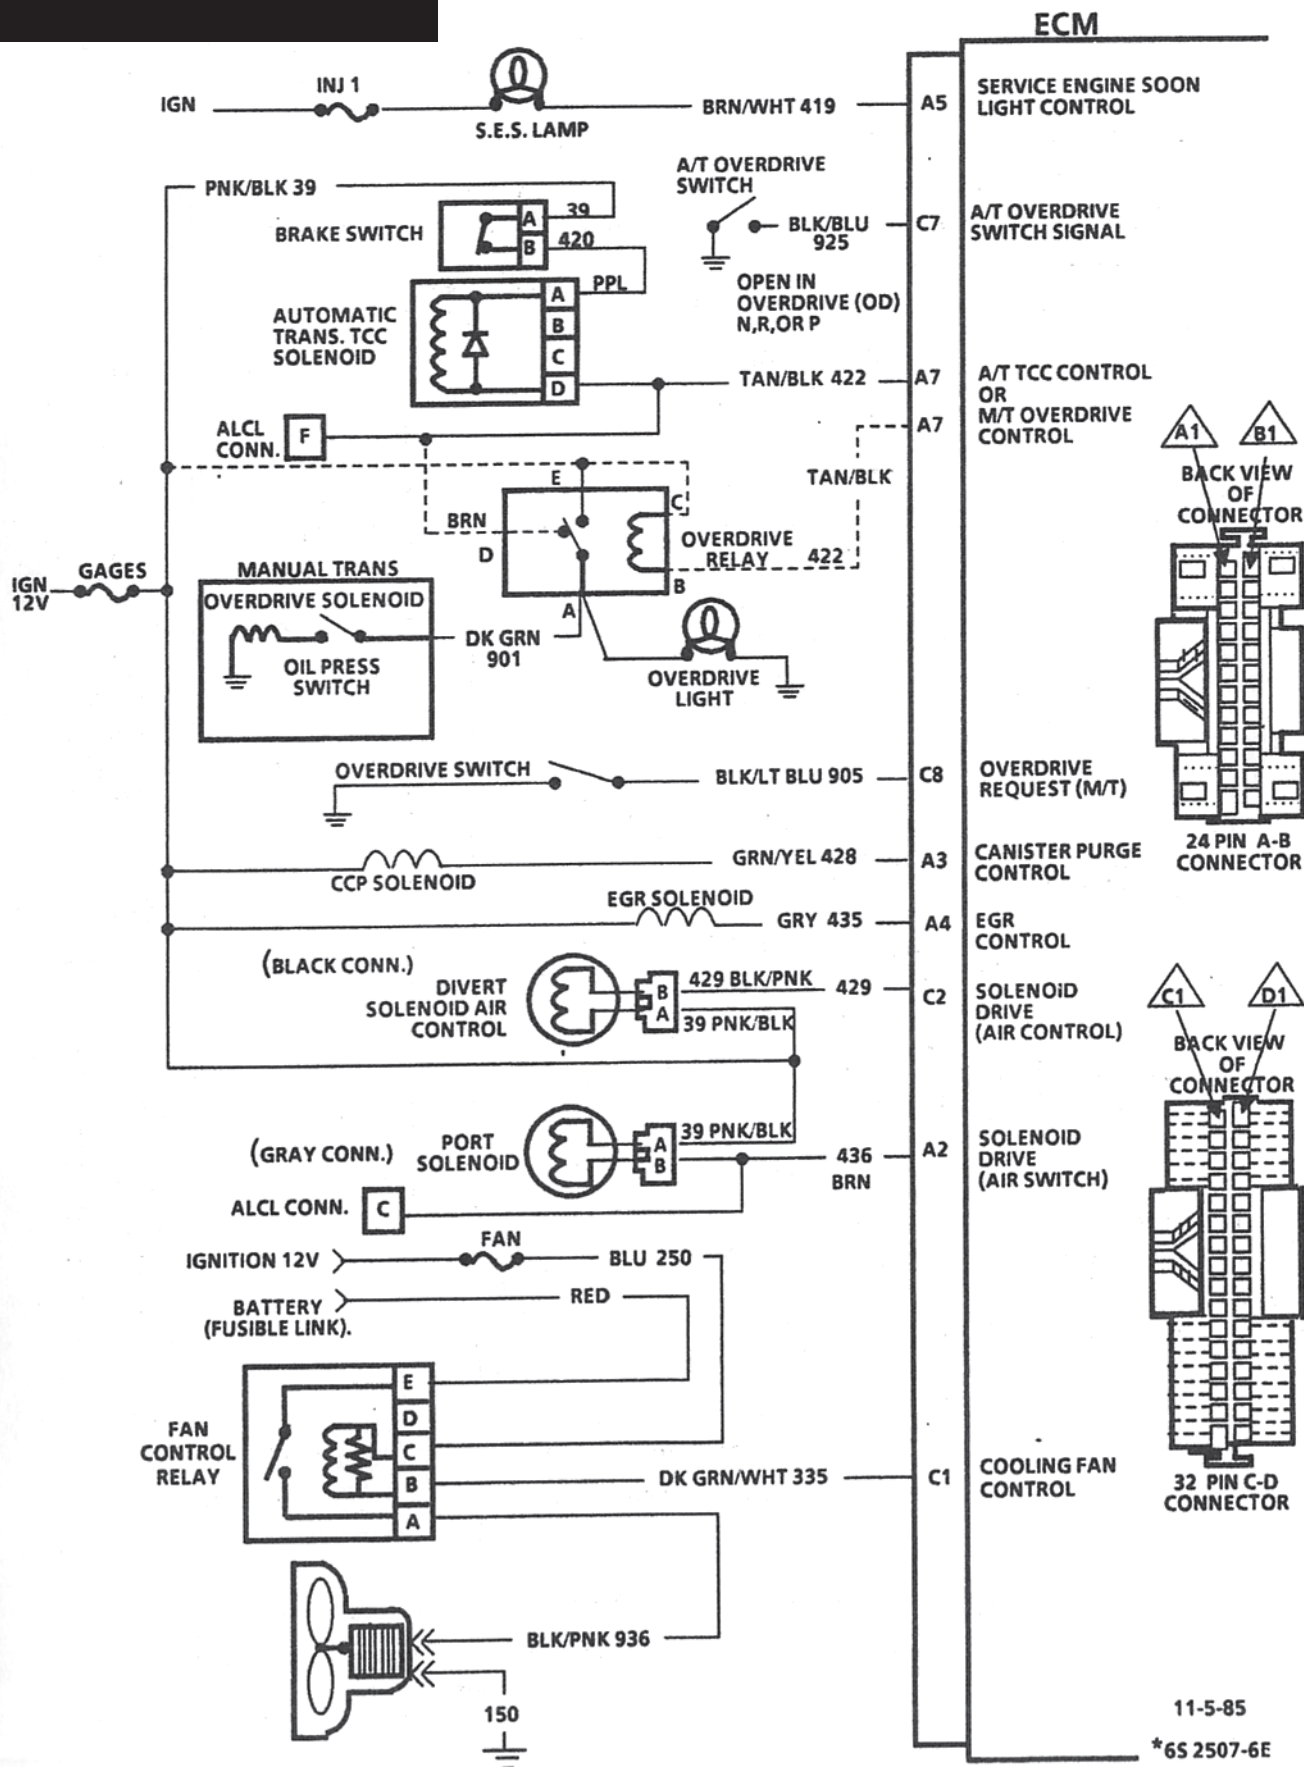 ECM
IGN
INJ 1
S.E.S. LAMP
BRN/WHT 419
A5
SERVICE ENGINE SOON
LIGHT CONTROL
PNK/BLK 39
BRAKE SWITCH
A
39
B
420
A/T OVERDRIVE
SWITCH
BLK/BLU
925
C7
A/T OVERDRIVE
SWITCH SIGNAL
OPEN IN
OVERDRIVE (OD)
N,R,OR P
AUTOMATIC
TRANS. TCC
SOLENOID
A
PPL
B
C
D
TAN/BLK 422
A7
A/T TCC CONTROL
OR
M/T OVERDRIVE
CONTROL
A7
TAN/BLK
ALCL
CONN.
F
E
C
BRN
D
OVERDRIVE
RELAY
422
B
A
IGN
12V
GAGES
MANUAL TRANS
OVERDRIVE SOLENOID
OIL PRESS
SWITCH
DK GRN
901
OVERDRIVE
LIGHT
A1
B1
BACK VIEW
OF
CONNECTOR
24 PIN A-B
CONNECTOR
OVERDRIVE SWITCH
BLK/LT BLU 905
C8
OVERDRIVE
REQUEST (M/T)
CCP SOLENOID
GRN/YEL 428
A3
CANISTER PURGE
CONTROL
EGR SOLENOID
GRY 435
A4
EGR
CONTROL
(BLACK CONN.)
DIVERT
SOLENOID AIR
CONTROL
B
A
429 BLK/PNK
39 PNK/BLK
429
C2
SOLENOID
DRIVE
(AIR CONTROL)
C1
D1
BACK VIEW
OF
CONNECTOR
32 PIN C-D
CONNECTOR
(GRAY CONN.)
PORT
SOLENOID
A
B
39 PNK/BLK
436
BRN
A2
SOLENOID
DRIVE
(AIR SWITCH)
ALCL CONN.
C
IGNITION 12V
FAN
BLU 250
BATTERY
(FUSIBLE LINK).
RED
FAN
CONTROL
RELAY
E
D
C
B
A
DK GRN/WHT 335
C1
COOLING FAN
CONTROL
BLK/PNK 936
150
11-5-85
*6S 2507-6E